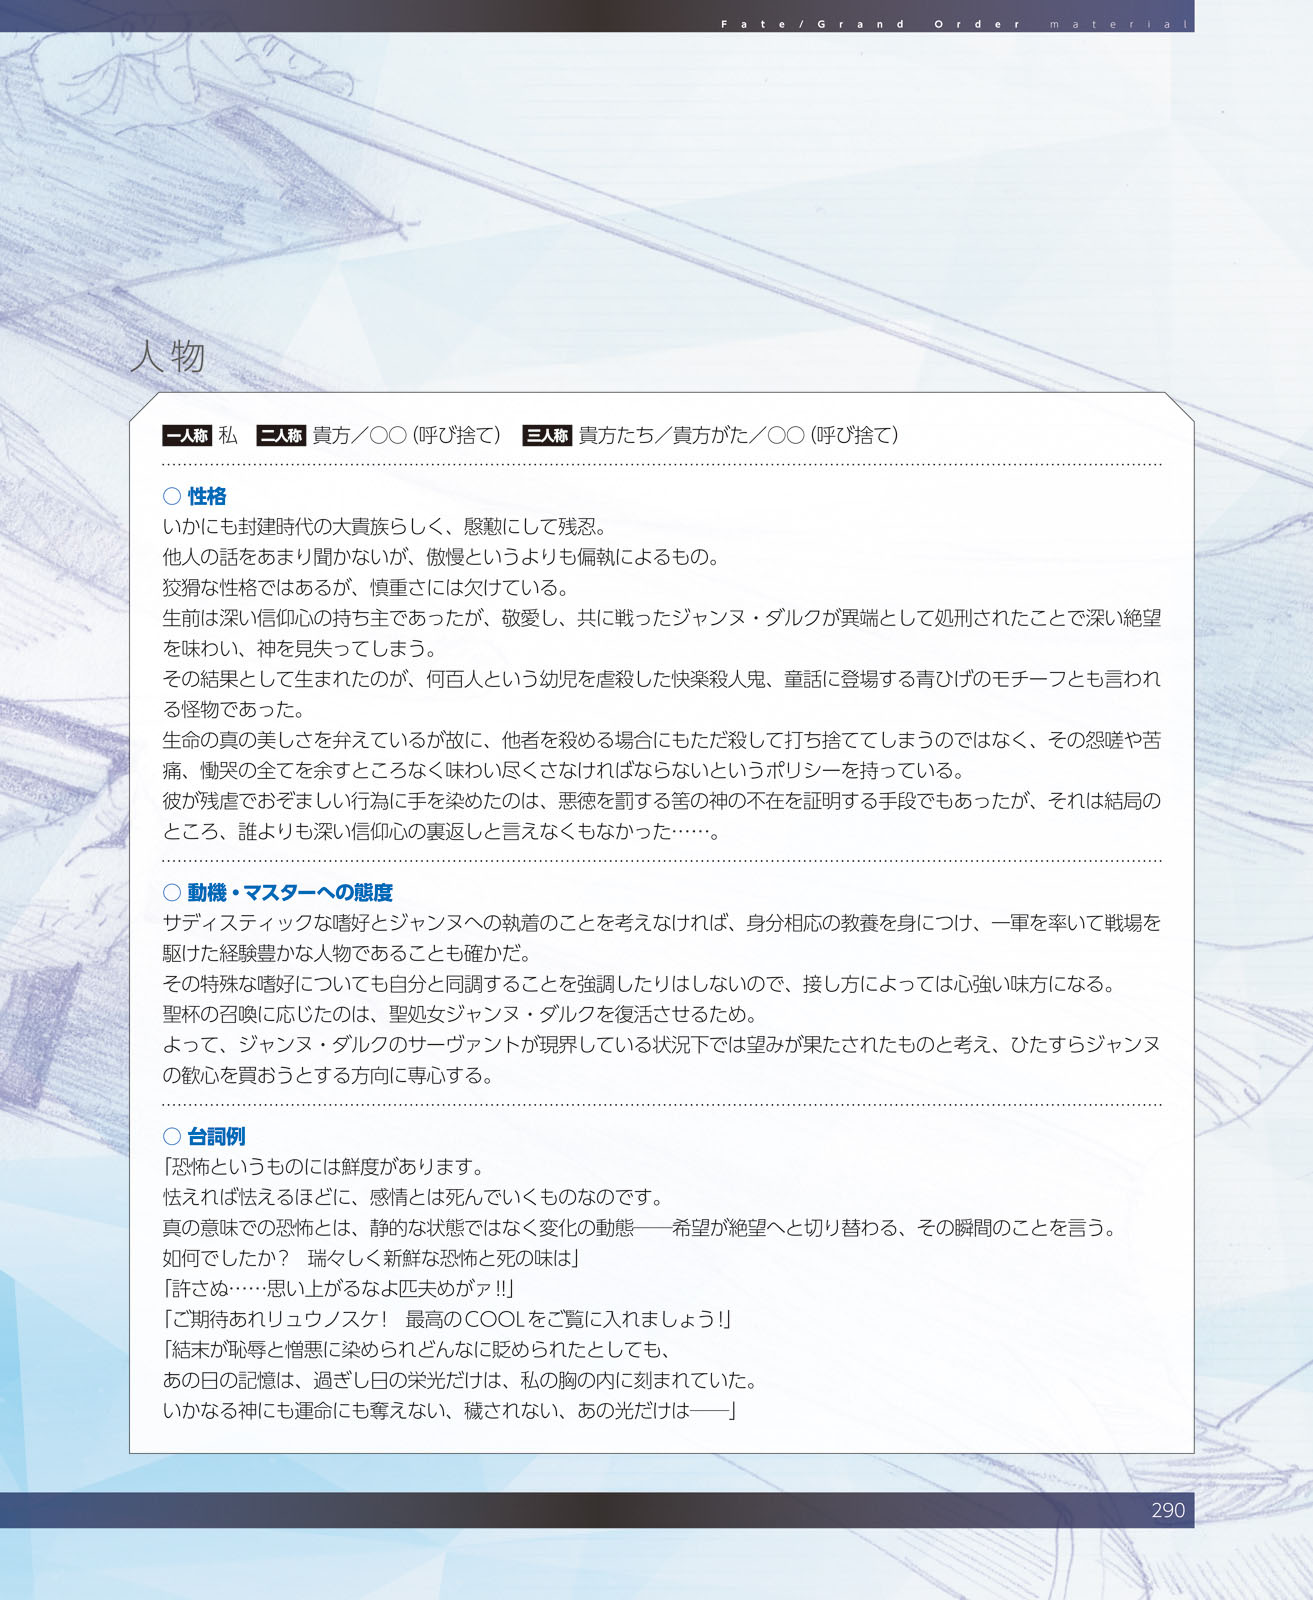 Fate/Grand Order material
人物
一人称 私 二人称 貴方／○○（呼び捨て） 三人称 貴方たち／貴方がた／○○（呼び捨て）
○ 性格
いかにも封建時代の大貴族らしく、慇懃にして残忍。
他人の話をあまり聞かないが、傲慢というよりも偏執によるもの。
狡猾な性格ではあるが、慎重さには欠けている。
生前は深い信仰心の持ち主であったが、敬愛し、共に戦ったジャンヌ・ダルクが異端として処刑されたことで深い絶望
を味わい、神を見失ってしまう。
その結果として生まれたのが、何百人という幼児を虐殺した快楽殺人鬼、童話に登場する青ひげのモチーフとも言われ
る怪物であった。
生命の真の美しさを弁えているが故に、他者を殺める場合にもただ殺して打ち捨ててしまうのではなく、その怨嗟や苦
痛、慟哭の全てを余すところなく味わい尽くさなければならないというポリシーを持っている。
彼が残虐でおぞましい行為に手を染めたのは、悪徳を罰する筈の神の不在を証明する手段でもあったが、それは結局の
ところ、誰よりも深い信仰心の裏返しと言えなくもなかった……。
○ 動機・マスターへの態度
サディスティックな嗜好とジャンヌへの執着のことを考えなければ、身分相応の教養を身につけ、一軍を率いて戦場を
駆けた経験豊かな人物であることも確かだ。
その特殊な嗜好についても自分と同調することを強調したりはしないので、接し方によっては心強い味方になる。
聖杯の召喚に応じたのは、聖処女ジャンヌ・ダルクを復活させるため。
よって、ジャンヌ・ダルクのサーヴァントが現界している状況下では望みが果たされたものと考え、ひたすらジャンヌ
の歓心を買おうとする方向に専心する。
○ 台詞例
「恐怖というものには鮮度があります。
怯えれば怯えるほどに、感情とは死んでいくものなのです。
真の意味での恐怖とは、静的な状態ではなく変化の動態――希望が絶望へと切り替わる、その瞬間のことを言う。
如何でしたか？　瑞々しく新鮮な恐怖と死の味は」
「許さぬ……思い上がるなよ匹夫めがァ!!」
「ご期待あれリュウノスケ！　最高のCOOLをご覧に入れましょう！」
「結末が恥辱と憎悪に染められどんなに貶められたとしても、
あの日の記憶は、過ぎし日の栄光だけは、私の胸の内に刻まれていた。
いかなる神にも運命にも奪えない、穢されない、あの光だけは――」
290